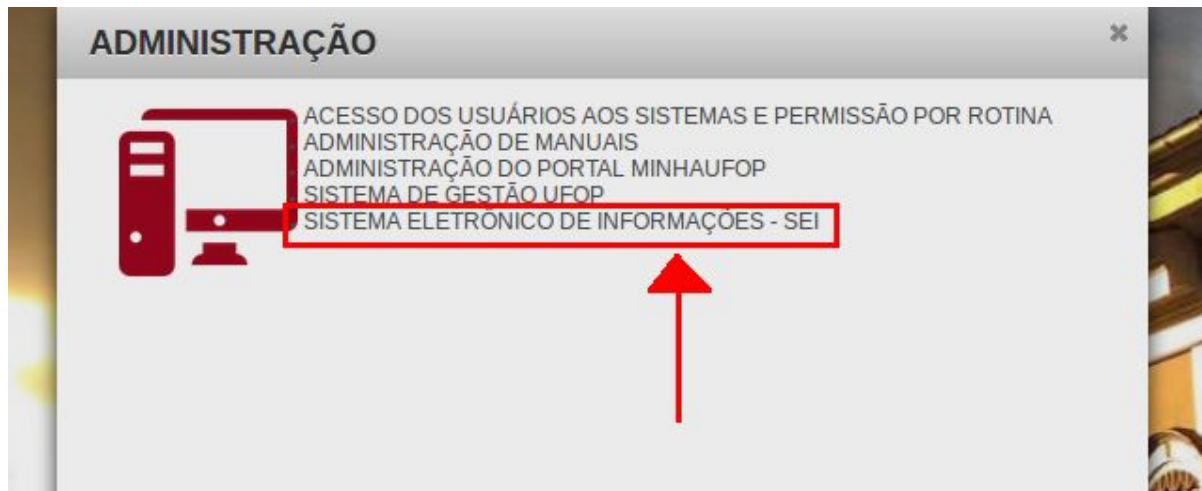 ADMINISTRAÇÃO
ACESSO DOS USUÁRIOS AOS SISTEMAS E PERMISSÃO POR ROTINA
ADMINISTRAÇÃO DE MANUAIS
ADMINISTRAÇÃO DO PORTAL MINHAUFOP
SISTEMA DE GESTÃO UFOP
SISTEMA ELETRÔNICO DE INFORMAÇÕES - SEI